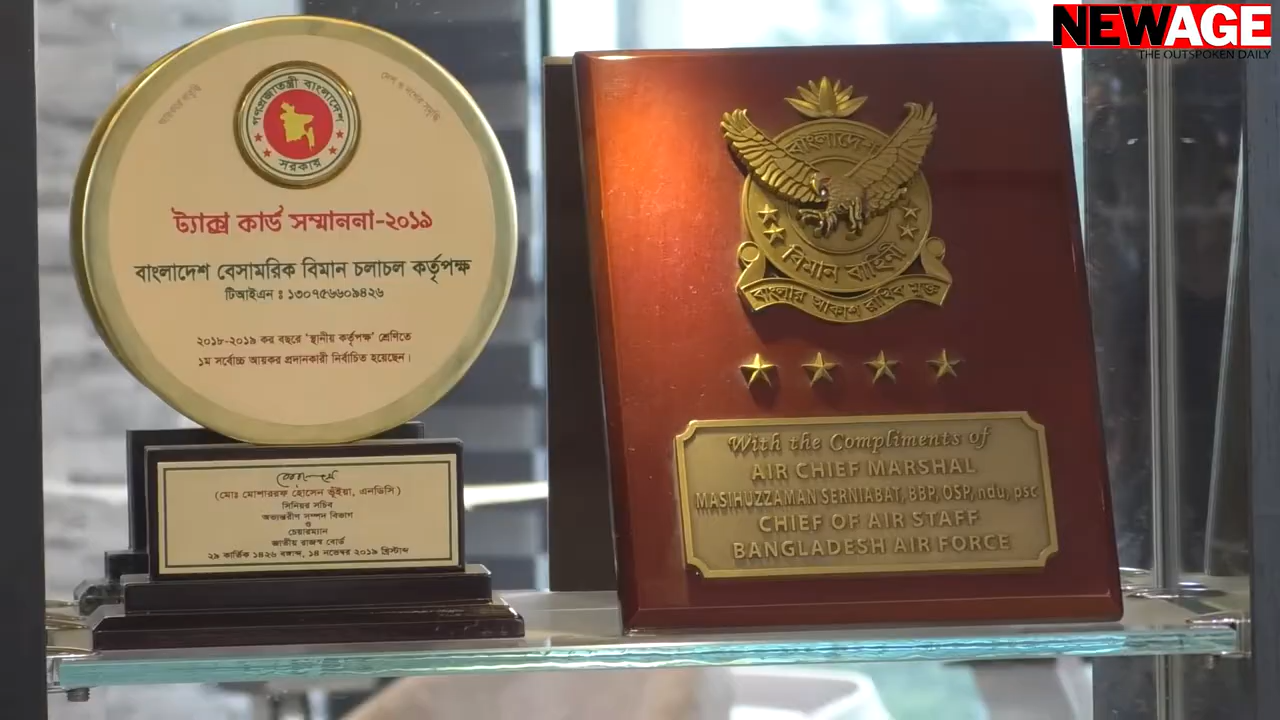 NEWAGE
THE OUTSPOKEN DAILY
গণপ্রজাতন্ত্রী বাংলাদেশ
সরকার
ট্যাক্স কার্ড সম্মাননা-২০১৯
বাংলাদেশ বেসামরিক বিমান চলাচল কর্তৃপক্ষ
টিআইএন ঃ ১৩০৭৫৬৬০৯৪২৬
২০১৮-২০১৯ কর বছরে 'স্থানীয় কর্তৃপক্ষ' শ্রেণিতে
১ম সর্বোচ্চ আয়কর প্রদানকারী নির্বাচিত হয়েছেন।
(মোঃ মোশাররফ হোসেন ভূঁইয়া, এনডিসি)
সিনিয়র সচিব
অভ্যন্তরীণ সম্পদ বিভাগ
ও
চেয়ারম্যান
জাতীয় রাজস্ব বোর্ড
২৯ কার্তিক ১৪২৬ বঙ্গাব্দ, ১৪ নভেম্বর ২০১৯ খ্রিস্টাব্দ
বাংলাদেশ
বিমান বাহিনী
বাংলার আকাশ রাখিব মুক্ত
With the Compliments of
AIR CHIEF MARSHAL
MASIHUZZAMAN SERNIABAT, BBP, OSP, ndu, psc
CHIEF OF AIR STAFF
BANGLADESH AIR FORCE